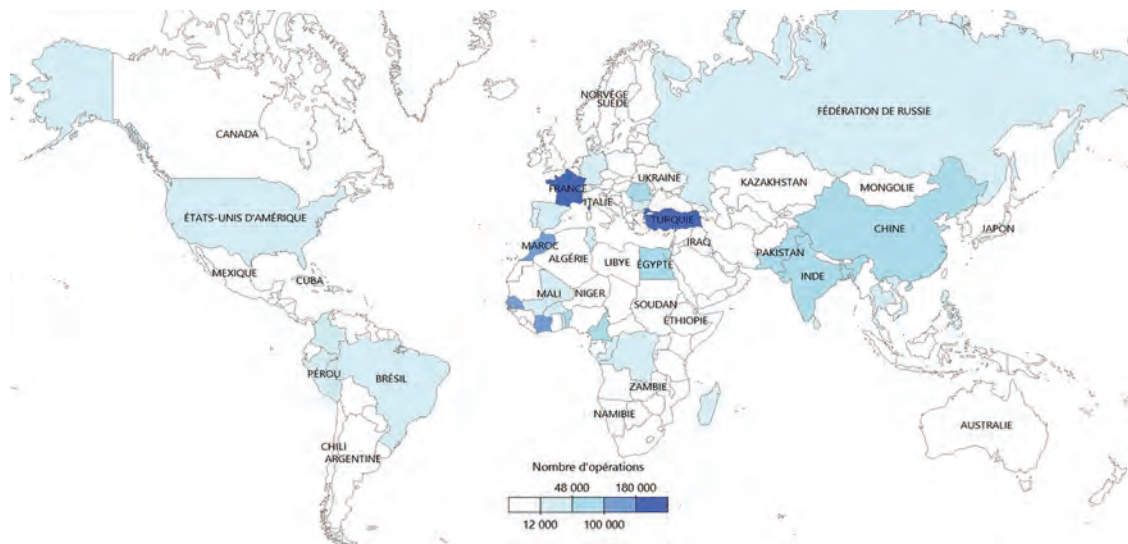 NORVÈGE
SUÈDE
FÉDÉRATION DE RUSSIE
CANADA
UKRAINE
KAZAKHSTAN
MONGOLIE
FRANCE
ITALIE
ÉTATS-UNIS D'AMÉRIQUE
TURQUIE
CHINE
JAPON
MAROC
IRAQ
PAKISTAN
ALGÉRIE
LIBYE
ÉGYPTE
MEXIQUE
INDE
CUBA
MALI
NIGER
SOUDAN
ÉTHIOPIE
PÉROU
BRÉSIL
ZAMBIE
NAMIBIE
AUSTRALIE
CHILI
ARGENTINE
Nombre d'opérations
48 000 180 000
12 000 100 000